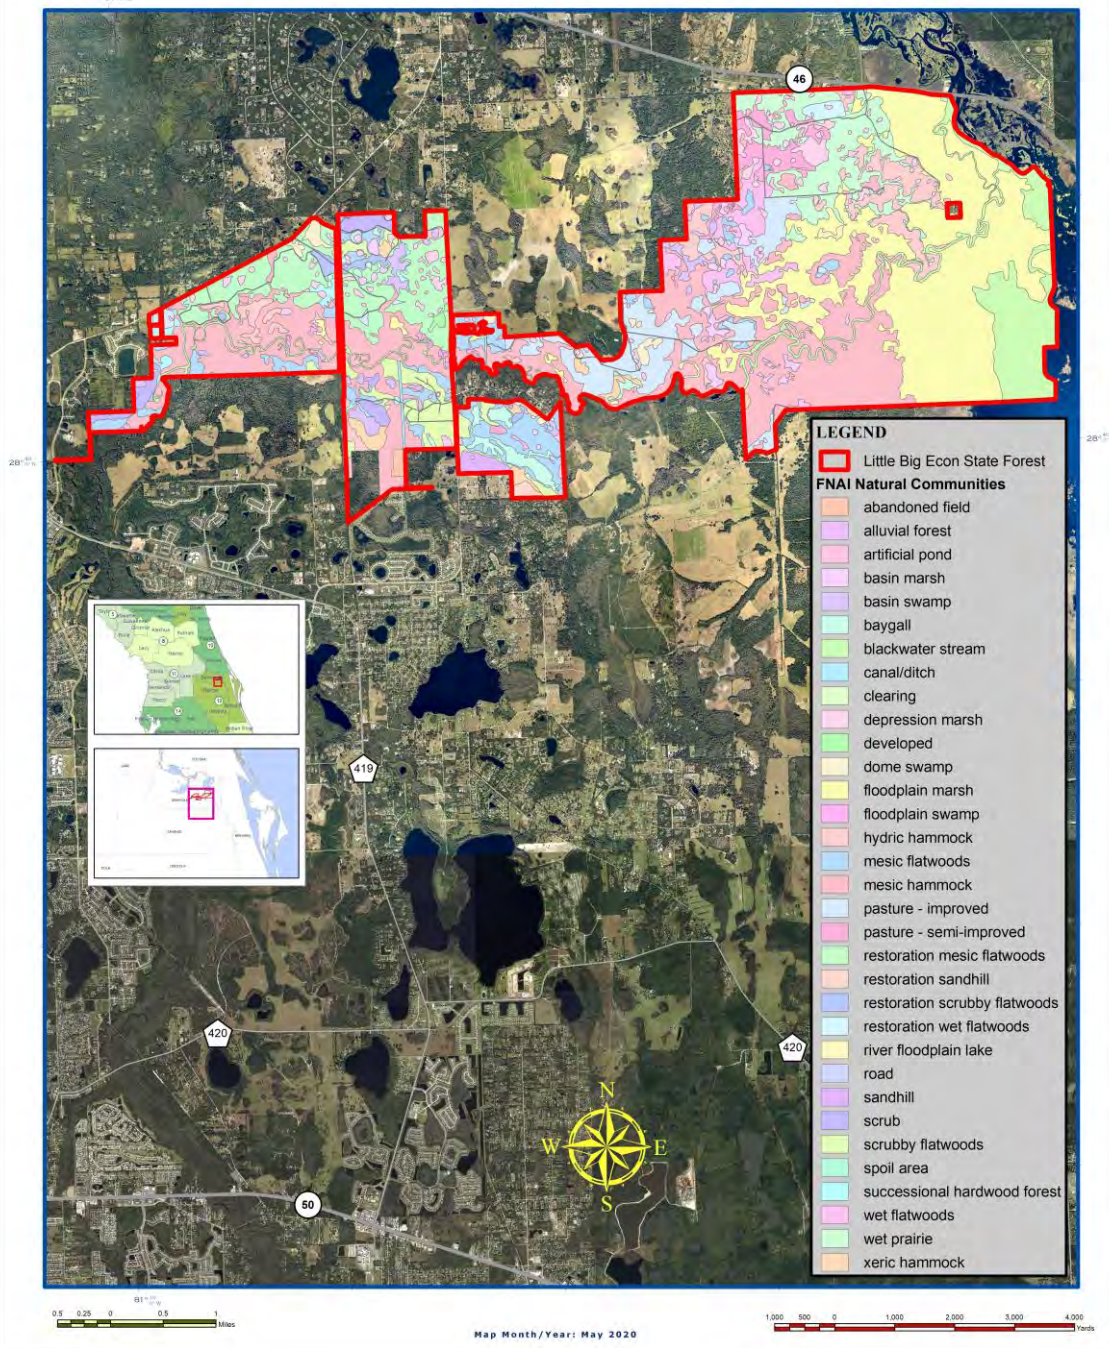 46
LEGEND
Little Big Econ State Forest
FNAI Natural Communities
abandoned field
alluvial forest
artificial pond
basin marsh
basin swamp
baygall
blackwater stream
canal/ditch
clearing
depression marsh
developed
dome swamp
floodplain marsh
floodplain swamp
hydric hammock
mesic flatwoods
mesic hammock
pasture - improved
pasture - semi-improved
restoration mesic flatwoods
restoration sandhill
restoration scrubby flatwoods
restoration wet flatwoods
river floodplain lake
road
sandhill
scrub
scrubby flatwoods
spoil area
successional hardwood forest
wet flatwoods
wet prairie
xeric hammock
419
420
420
50
N
W E
S
0.5 0.25 0 0.5 1
Miles
1,000 500 0 1,000 2,000 3,000 4,000
Yards
Map Month/Year: May 2020